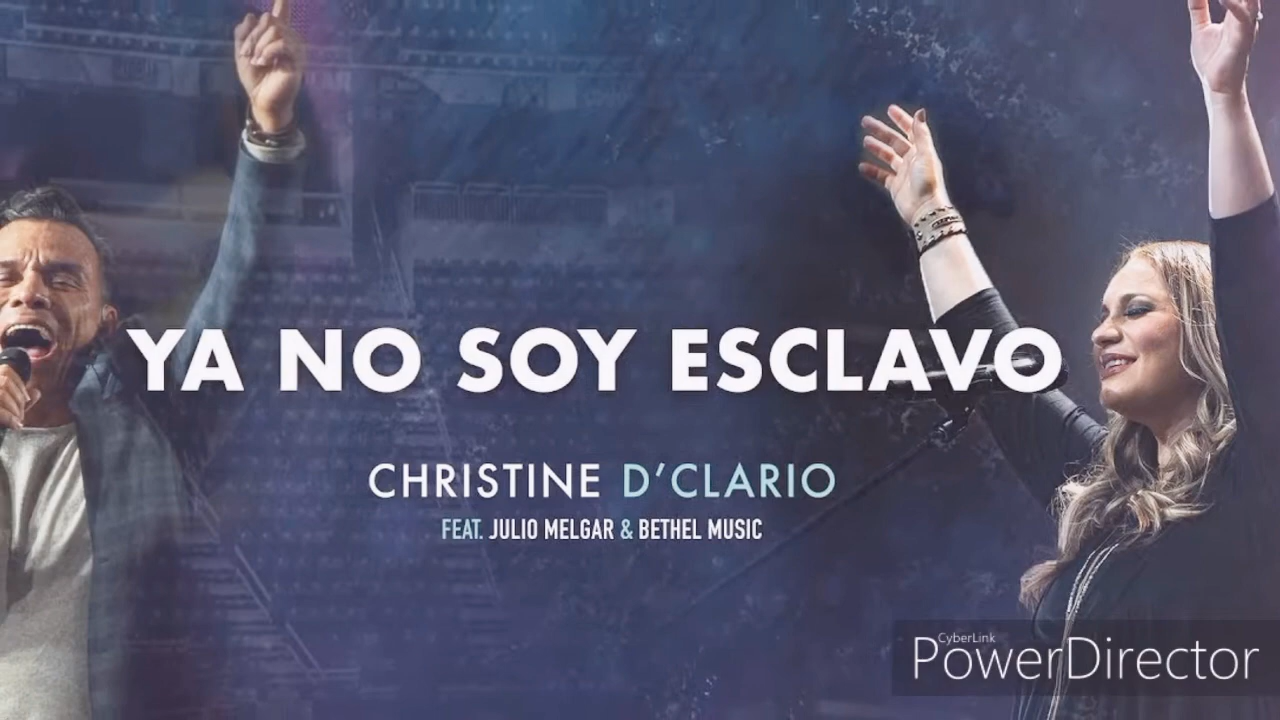 YA NO SOY ESCLAVO
CHRISTINE D'CLARIO
FEAT. JULIO MELGAR & BETHEL MUSIC
CyberLink
PowerDirector